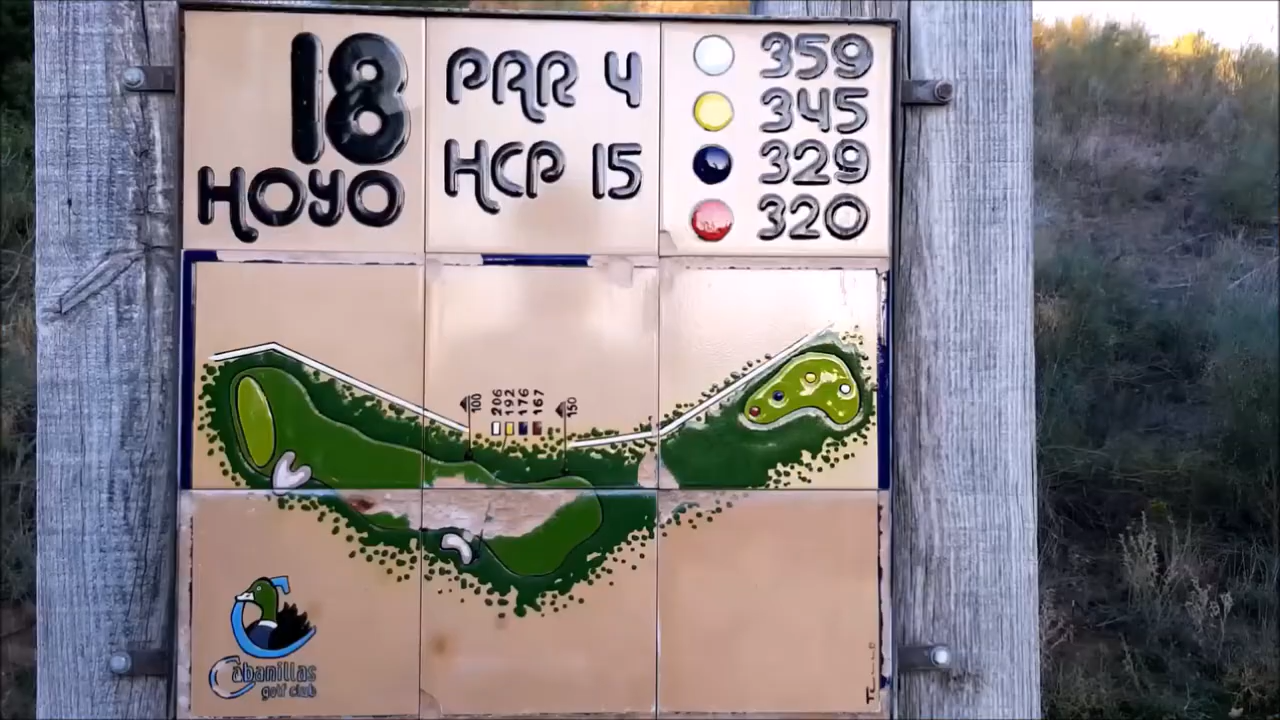 18
HOYO
PAR 4
HCP 15
359
345
329
320
100
206
192
176
167
150
Cabanillas
golf club